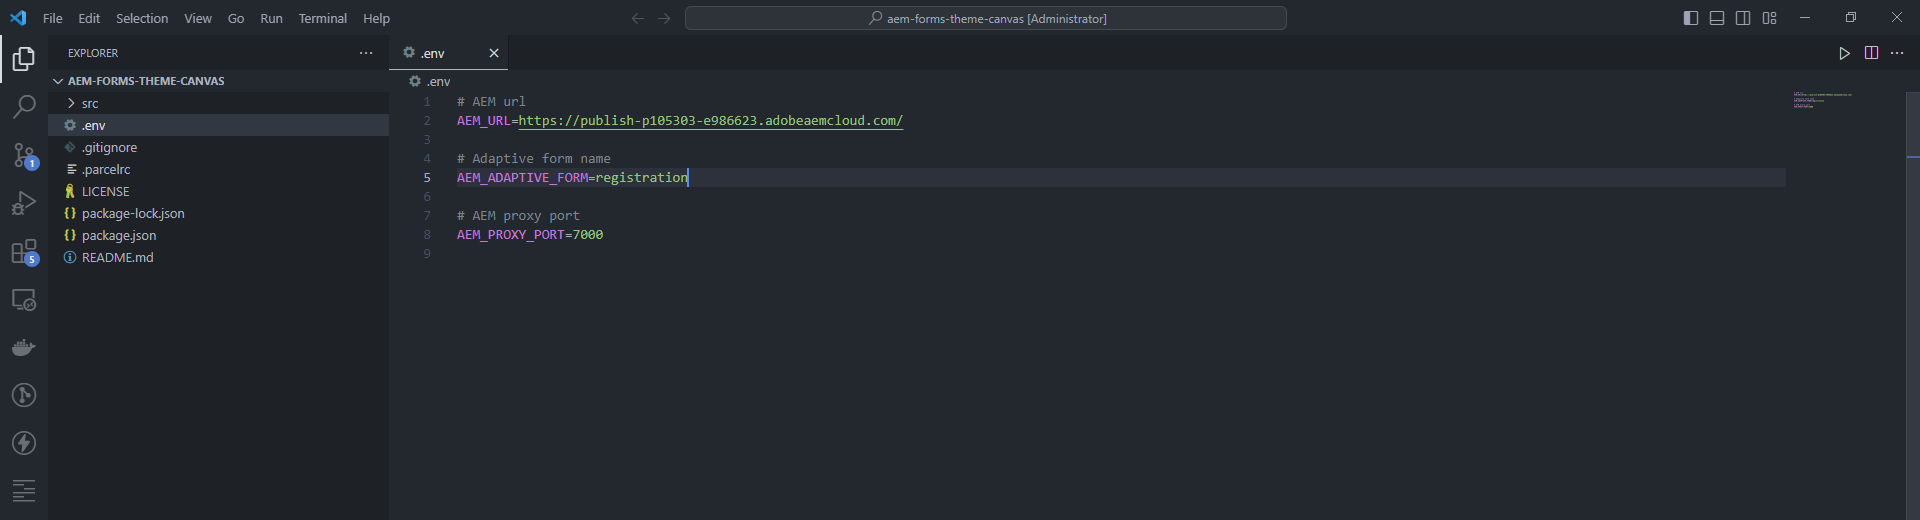 File Edit Selection View Go Run Terminal Help
aem-forms-theme-canvas [Administrator]
EXPLORER
AEM-FORMS-THEME-CANVAS
src
.env
.gitignore
.parcelrc
LICENSE
package-lock.json
package.json
README.md
1
5
.env
.env
1 # AEM url
2 AEM_URL=https://publish-p105303-e986623.adobeaemcloud.com/
3
4 # Adaptive form name
5 AEM_ADAPTIVE_FORM=registration
6
7 # AEM proxy port
8 AEM_PROXY_PORT=7000
9